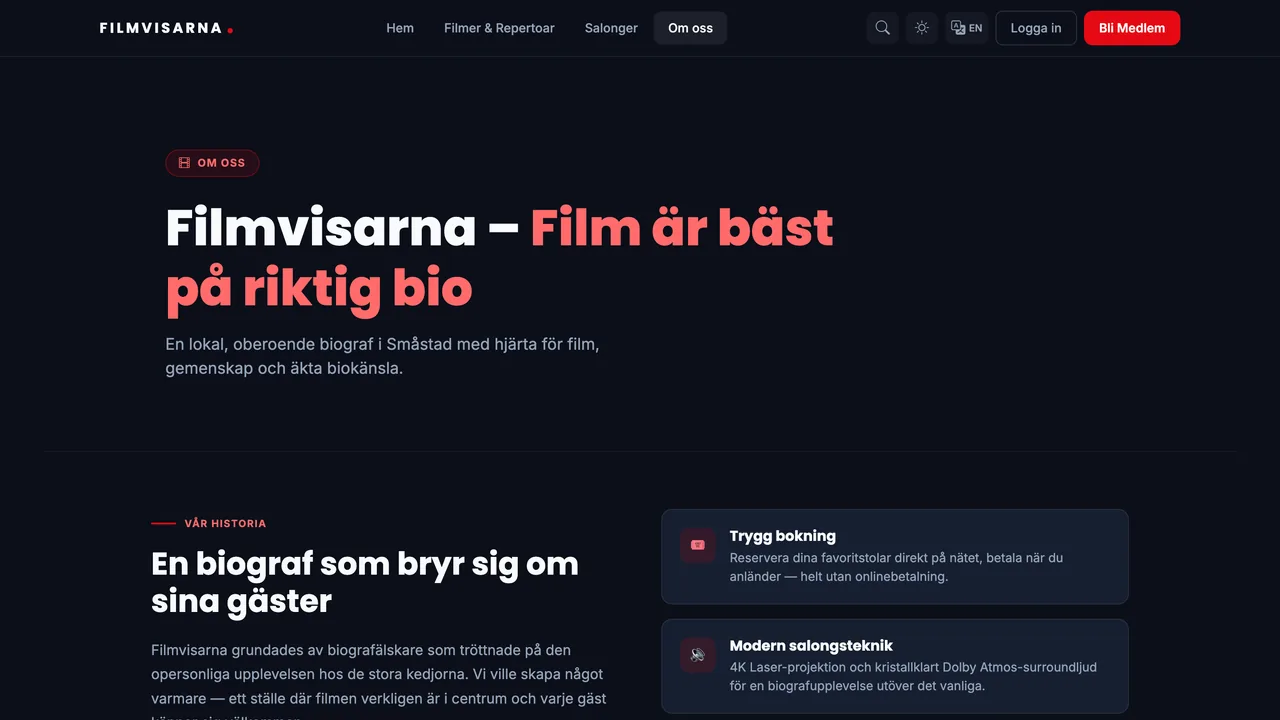 FILMVISARNA
Hem
Filmer & Repertoar
Salonger
Om oss
EN
Logga in
Bli Medlem
OM OSS
Filmvisarna – Film är bäst
på riktig bio
En lokal, oberoende biograf i Småstad med hjärta för film,
gemenskap och äkta biokänsla.
VÅR HISTORIA
En biograf som bryr sig om
sina gäster
Filmvisarna grundades av biografälskare som tröttnade på den
opersonliga upplevelsen hos de stora kedjorna. Vi ville skapa något
varmare — ett ställe där filmen verkligen är i centrum och varje gäst
Trygg bokning
Reservera dina favoritstolar direkt på nätet, betala när du
anländer — helt utan onlinebetalning.
Modern salongsteknik
4K Laser-projektion och kristallklart Dolby Atmos-surroundljud
för en biografupplevelse utöver det vanliga.